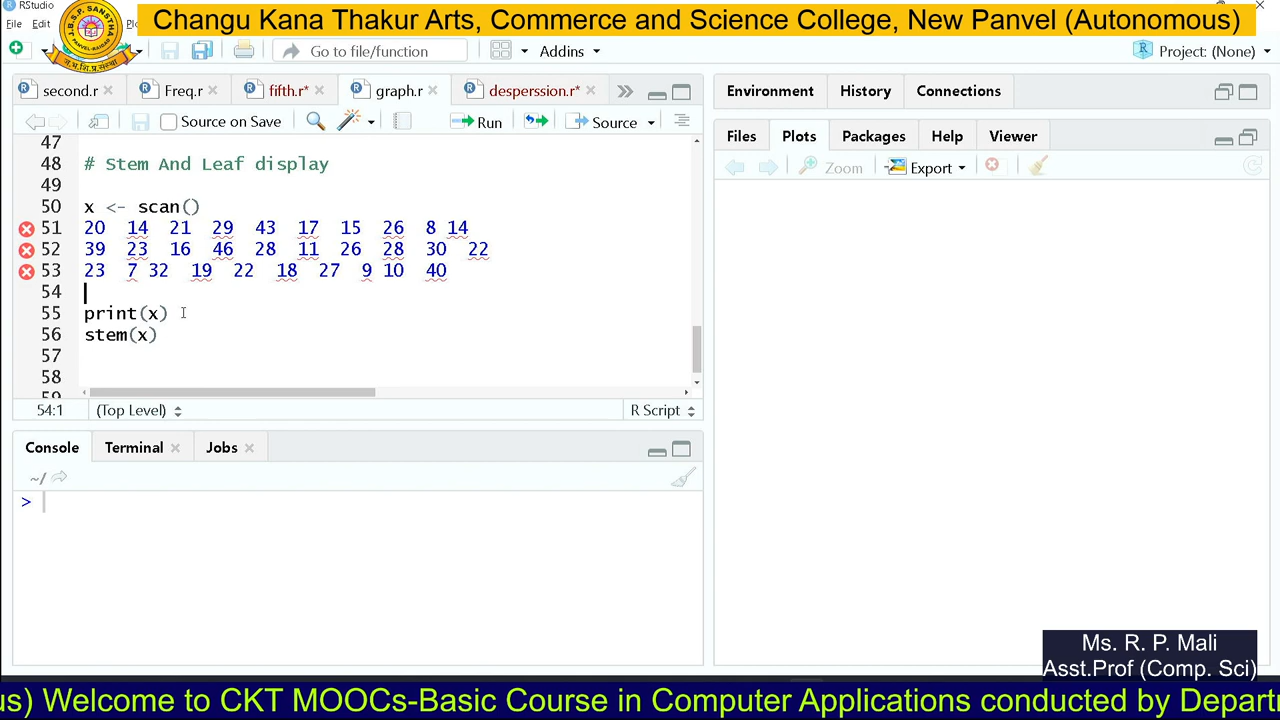 RStudio
Changu Kana Thakur Arts, Commerce and Science College, New Panvel (Autonomous)
File Edit
Go to file/function Addins Project: (None)
second.r Freq.r fifth.r* graph.r desperssion.r* Environment History Connections
Source on Save Run Source Files Plots Packages Help Viewer
Zoom Export
47
48 # Stem And Leaf display
49
50 x <- scan()
51 20 14 21 29 43 17 15 26 8 14
52 39 23 16 46 28 11 26 28 30 22
53 23 7 32 19 22 18 27 9 10 40
54
55 print(x)
56 stem(x)
57
58
59
54:1 (Top Level) R Script
Console Terminal Jobs
~/
>
Ms. R. P. Mali
Asst.Prof (Comp. Sci)
us) Welcome to CKT MOOCs-Basic Course in Computer Applications conducted by Depart